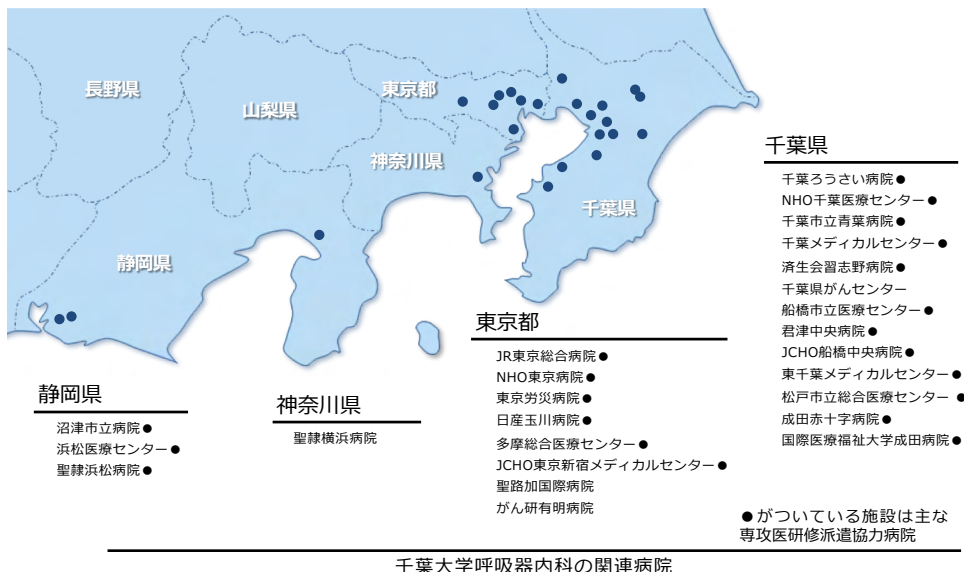 長野県
山梨県
東京都
神奈川県
千葉県
静岡県
千葉県
千葉ろうさい病院●
NHO千葉医療センター●
千葉市立青葉病院●
千葉メディカルセンター●
済生会習志野病院●
千葉県がんセンター
船橋市立医療センター●
君津中央病院●
JCHO船橋中央病院●
東千葉メディカルセンター●
松戸市立総合医療センター●
成田赤十字病院●
国際医療福祉大学成田病院●
東京都
JR東京総合病院●
NHO東京病院●
東京労災病院●
日産玉川病院●
多摩総合医療センター●
JCHO東京新宿メディカルセンター●
聖路加国際病院
がん研有明病院
神奈川県
聖隷横浜病院
静岡県
沼津市立病院●
浜松医療センター●
聖隷浜松病院●
●がついている施設は主な
専攻医研修派遣協力病院
千葉大学呼吸器内科の関連病院